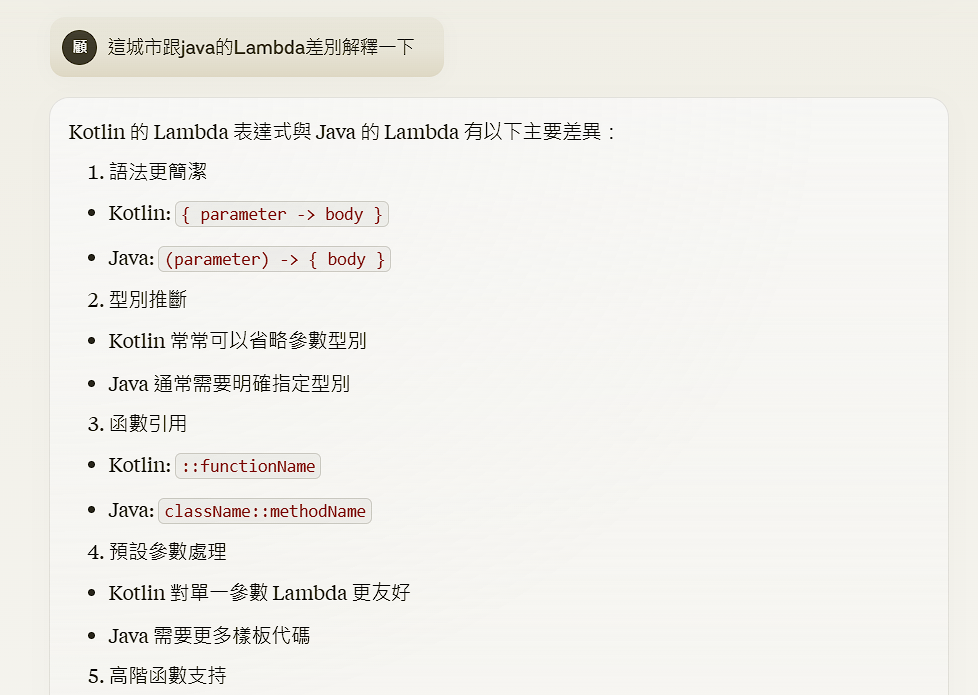 顧 這城市跟java的Lambda差別解釋一下
Kotlin 的 Lambda 表達式與 Java 的 Lambda 有以下主要差異：
1. 語法更簡潔
• Kotlin: { parameter -> body }
• Java: (parameter) -> { body }
2. 型別推斷
• Kotlin 常常可以省略參數型別
• Java 通常需要明確指定型別
3. 函數引用
• Kotlin: ::functionName
• Java: className::methodName
4. 預設參數處理
• Kotlin 對單一參數 Lambda 更友好
• Java 需要更多樣板代碼
5. 高階函數支持